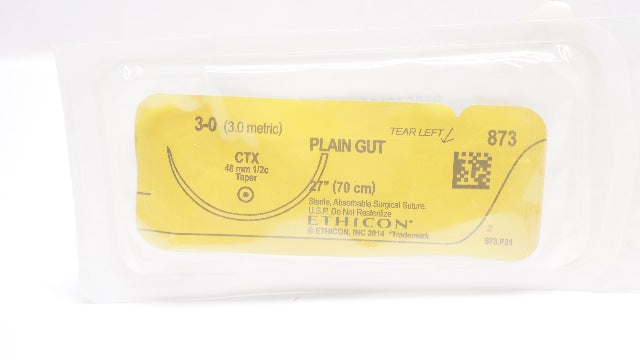 3-0 (3.0 metric)
TEAR LEFT
873
CTX
48 mm 1/2c
Taper
PLAIN GUT
27" (70 cm)
Sterile, Absorbable Surgical Suture.
U.S.P. Do Not Resterilize
ETHICON*
© ETHICON, INC 2014 *Trademark
2
873.P31